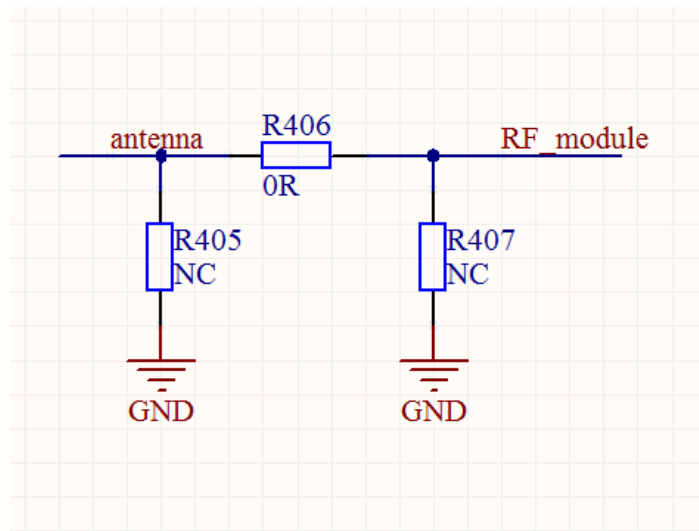 antenna
R406
0R
RF_module
R405
NC
R407
NC
GND
GND